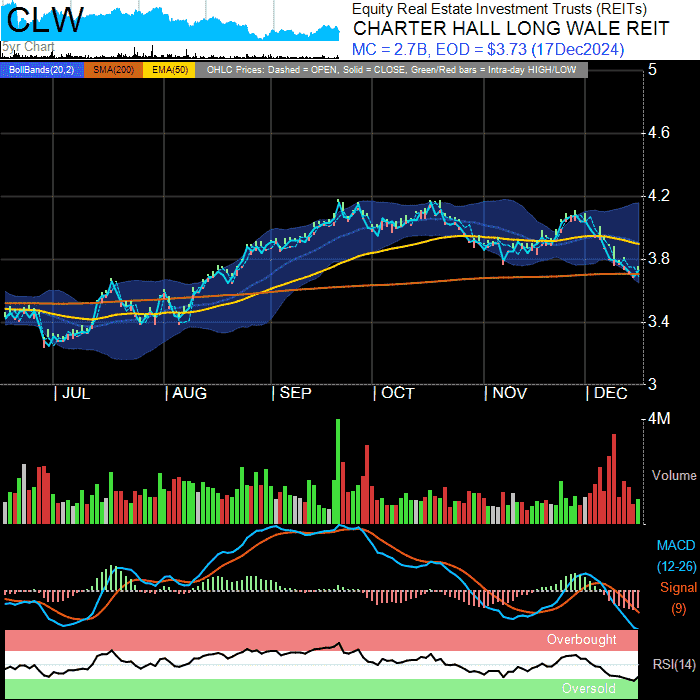 CLW
5yr Chart
Equity Real Estate Investment Trusts (REITs)
CHARTER HALL LONG WALE REIT
MC = 2.7B, EOD = $3.73 (17Dec2024)
BollBands(20,2) SMA(200) EMA(50) OHLC Prices: Dashed = OPEN, Solid = CLOSE, Green/Red bars = Intra-day HIGH/LOW
5
4.6
4.2
3.8
3.4
3
JUL AUG SEP OCT NOV DEC
4M
Volume
MACD
(12-26)
Signal
(9)
Overbought
RSI(14)
Oversold